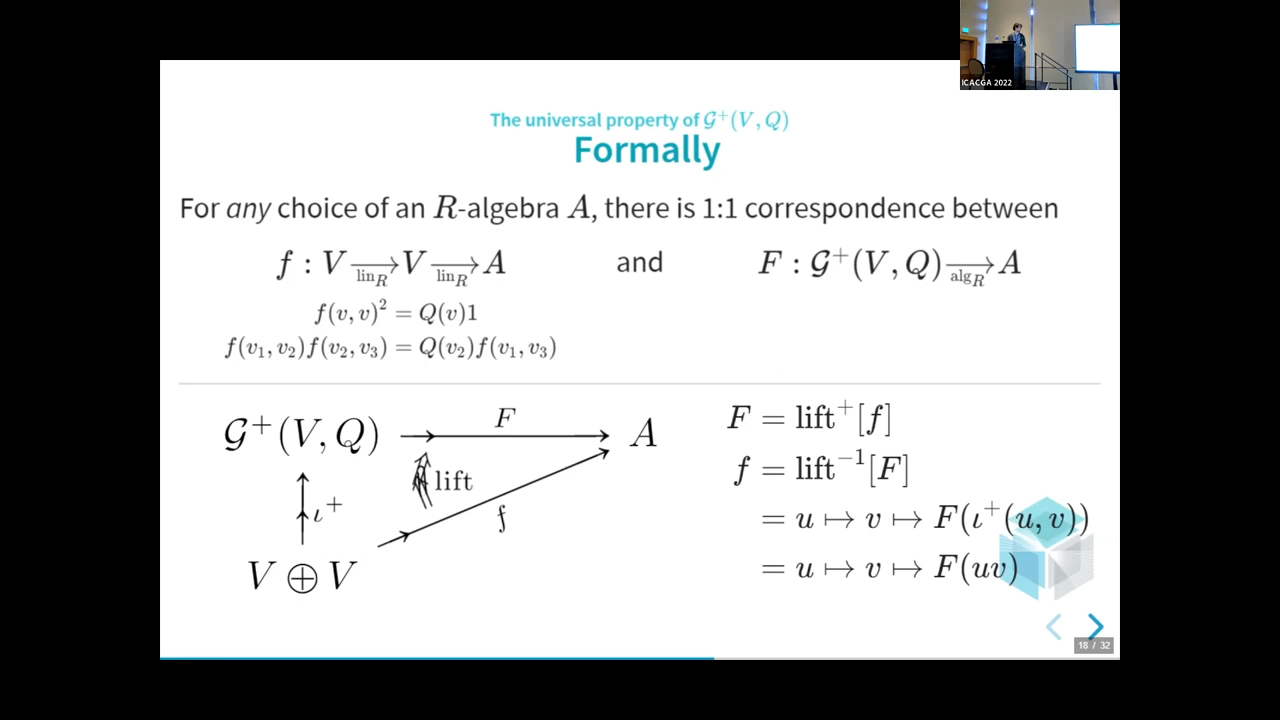 ICACGA 2022
The universal property of 𝒢⁺(V, Q)
Formally
For any choice of an R-algebra A, there is 1:1 correspondence between
f : V ⟶_{lin_R} V ⟶_{lin_R} A and F : 𝒢⁺(V, Q) ⟶_{alg_R} A
f(v, v)² = Q(v)1
f(v₁, v₂)f(v₂, v₃) = Q(v₂)f(v₁, v₃)
𝒢⁺(V, Q) F A
lift
ι⁺
f
V ⊕ V
F = lift⁺[f]
f = lift⁻¹[F]
= u ↦ v ↦ F(ι⁺(u, v))
= u ↦ v ↦ F(uv)
18 / 32